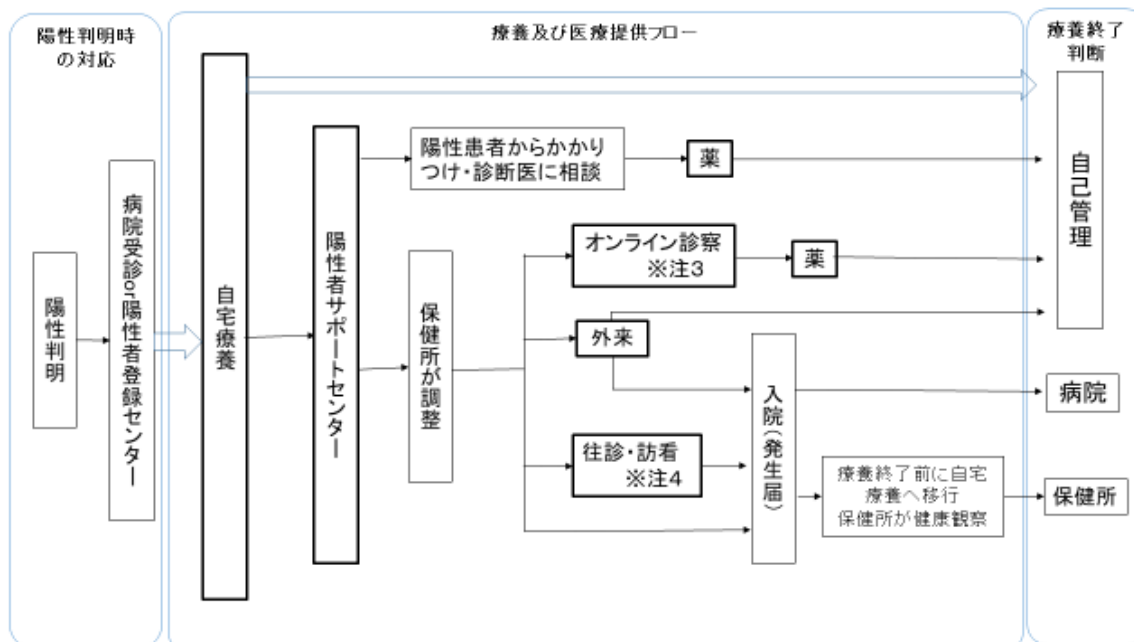 陽性判明時
の対応
療養及び医療提供フロー
療養終了
判断
陽性判明
病院受診or陽性者登録センター
自宅療養
陽性者サポートセンター
陽性患者からかかり
つけ・診断医に相談
薬
保健所が調整
オンライン診察
※注3
薬
外来
往診・訪看
※注4
入院(発生届)
療養終了前に自宅
療養へ移行
保健所が健康観察
自己管理
病院
保健所